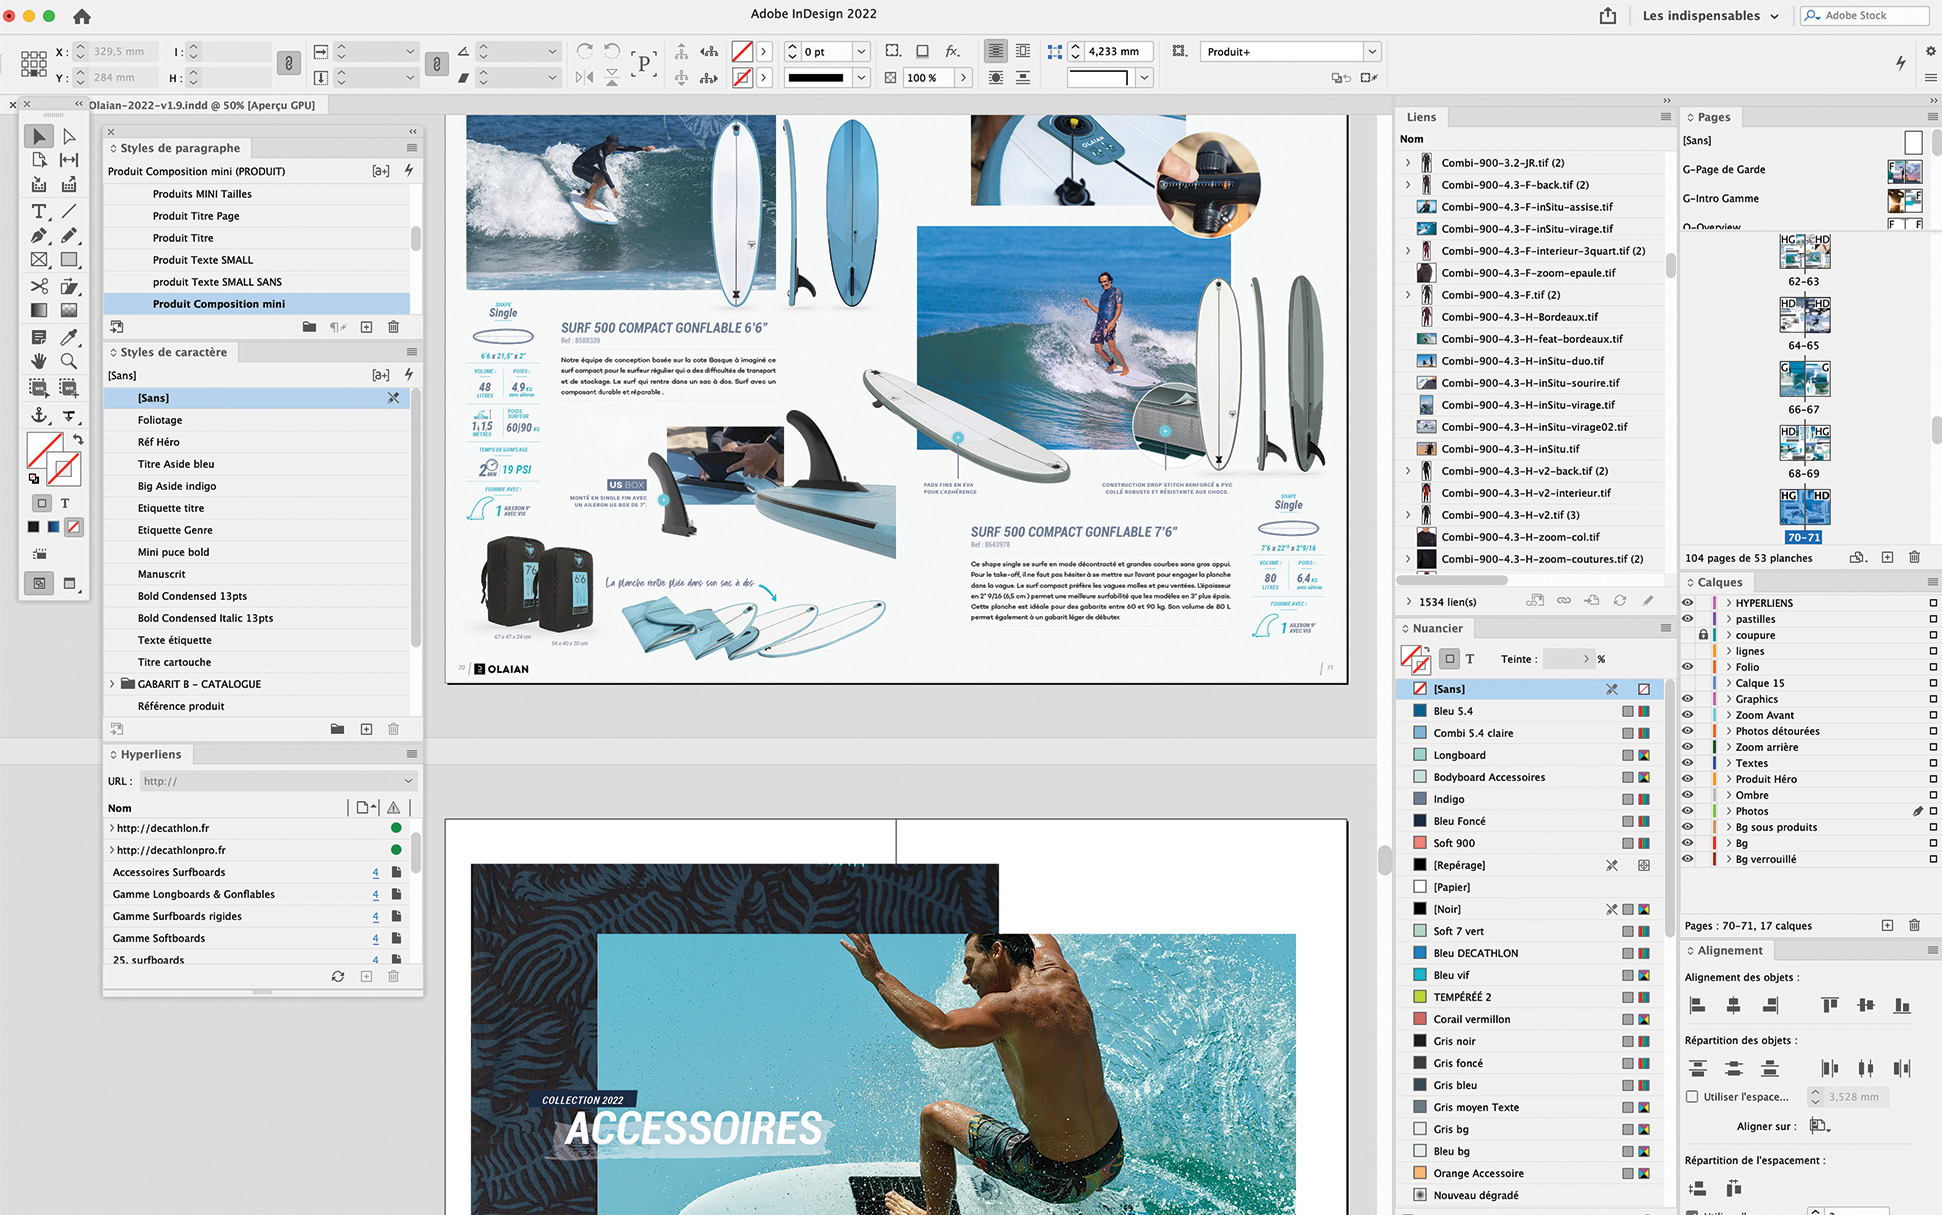 Adobe InDesign 2022
Les indispensables
Adobe Stock
X :
329,5 mm
Y :
284 mm
I :
H :
P
0 pt
100 %
fx.
4,233 mm
Produit+
Olaian-2022-v1.9.indd @ 50% [Aperçu GPU]
Styles de paragraphe
Produit Composition mini (PRODUIT)
[a+]
Produits MINI Tailles
Produit Titre Page
Produit Titre
Produit Texte SMALL
produit Texte SMALL SANS
Produit Composition mini
Styles de caractère
[Sans]
[a+]
[Sans]
Foliotage
Réf Héro
Titre Aside bleu
Big Aside indigo
Etiquette titre
Etiquette Genre
Mini puce bold
Manuscrit
Bold Condensed 13pts
Bold Condensed Italic 13pts
Texte étiquette
Titre cartouche
GABARIT B - CATALOGUE
Référence produit
Hyperliens
URL :
http://
Nom
http://decathlon.fr
http://decathlonpro.fr
Accessoires Surfboards
4
Gamme Longboards & Gonflables
4
Gamme Surfboards rigides
4
Gamme Softboards
4
25. surfboards
4
SHAPE
Single
6'6 x 21,5" x 2"
VOLUME :
48
LITRES
POIDS :
4,9 KG
avec aileron
1m15
MÈTRES
POIDS
SURFEUR
60|90 KG
TEMPS DE GONFLAGE
2 MIN
19 PSI
FOURNIE AVEC :
1 AILERON 9"
AVEC VIS
SURF 500 COMPACT GONFLABLE 6'6"
Ref : 8588339
Notre équipe de conception basée sur la cote Basque à imaginé ce
surf compact pour le surfeur régulier qui a des difficultés de transport
et de stockage. Le surf qui rentre dans un sac à dos. Surf avec un
composant durable et réparable .
US BOX
MONTÉ EN SINGLE FIN AVEC
UN AILERON US BOX DE 7".
7'6
6'6
67 x 47 x 24 cm
54 x 40 x 30 cm
La planche rentre pliée dans son sac à dos
70
OLAIAN
OLAIAN
PADS FINS EN EVA
POUR L'ADHÉRENCE
CONSTRUCTION DROP STITCH RENFORCÉ & PVC
COLLÉ ROBUSTE ET RÉSISTANTE AUX CHOCS.
SURF 500 COMPACT GONFLABLE 7'6"
Ref : 8643978
Ce shape single se surfe en mode décontracté et grandes courbes sans gros appui.
Pour le take-off, il ne faut pas hésiter à se mettre sur l'avant pour engager la planche
dans la vague. Le surf compact préfère les vagues molles et peu ventées. L'épaisseur
en 2" 9/16 (6,5 cm ) permet une meilleure surfabilité que les modèles en 3" plus épais.
Cette planche est idéale pour des gabarits entre 60 et 90 kg. Son volume de 80 L
permet également à un gabarit léger de débuter.
SHAPE
Single
7'6 x 22" x 2"9/16
VOLUME :
80
LITRES
POIDS :
6,4 KG
FOURNIE AVEC :
1 AILERON 9"
AVEC VIS
71
COLLECTION 2022
ACCESSOIRES
Liens
Nom
Combi-900-3.2-JR.tif (2)
Combi-900-4.3-F-back.tif (2)
Combi-900-4.3-F-inSitu-assise.tif
Combi-900-4.3-F-inSitu-virage.tif
Combi-900-4.3-F-interieur-3quart.tif (2)
Combi-900-4.3-F-zoom-epaule.tif
Combi-900-4.3-F.tif (2)
Combi-900-4.3-H-Bordeaux.tif
Combi-900-4.3-H-feat-bordeaux.tif
Combi-900-4.3-H-inSitu-duo.tif
Combi-900-4.3-H-inSitu-sourire.tif
Combi-900-4.3-H-inSitu-virage.tif
Combi-900-4.3-H-inSitu-virage02.tif
Combi-900-4.3-H-inSitu.tif
Combi-900-4.3-H-v2-back.tif (2)
Combi-900-4.3-H-v2-interieur.tif
Combi-900-4.3-H-v2.tif (3)
Combi-900-4.3-H-zoom-col.tif
Combi-900-4.3-H-zoom-coutures.tif (2)
1534 lien(s)
Nuancier
T
Teinte :
%
[Sans]
Bleu 5.4
Combi 5.4 claire
Longboard
Bodyboard Accessoires
Indigo
Bleu Foncé
Soft 900
[Repérage]
[Papier]
[Noir]
Soft 7 vert
Bleu DECATHLON
Bleu vif
TEMPÉRÉE 2
Corail vermillon
Gris noir
Gris foncé
Gris bleu
Gris moyen Texte
Gris bg
Bleu bg
Orange Accessoire
Nouveau dégradé
Pages
[Sans]
G-Page de Garde
G-Intro Gamme
O-Overview
HG HD
62-63
HD HD
64-65
G G
66-67
HD HG
68-69
HG HD
70-71
104 pages de 53 planches
Calques
HYPERLIENS
pastilles
coupure
lignes
Folio
Calque 15
Graphics
Zoom Avant
Photos détourées
Zoom arrière
Textes
Produit Héro
Ombre
Photos
Bg sous produits
Bg
Bg verrouillé
Pages : 70-71, 17 calques
Alignement
Alignement des objets :
Répartition des objets :
Utiliser l'espace...
3,528 mm
Aligner sur :
Répartition de l'espacement :